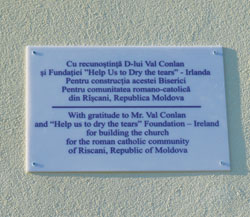 Cu recunoștință D-lui Val Conlan
și Fundației "Help Us to Dry the tears" - Irlanda
Pentru construcția acestei Biserici
Pentru comunitatea romano-catolică
din Rîșcani, Republica Moldova
With gratitude to Mr. Val Conlan
and “Help us to dry the tears” Foundation – Ireland
for building the church
for the roman catholic community
of Riscani, Republic of Moldova